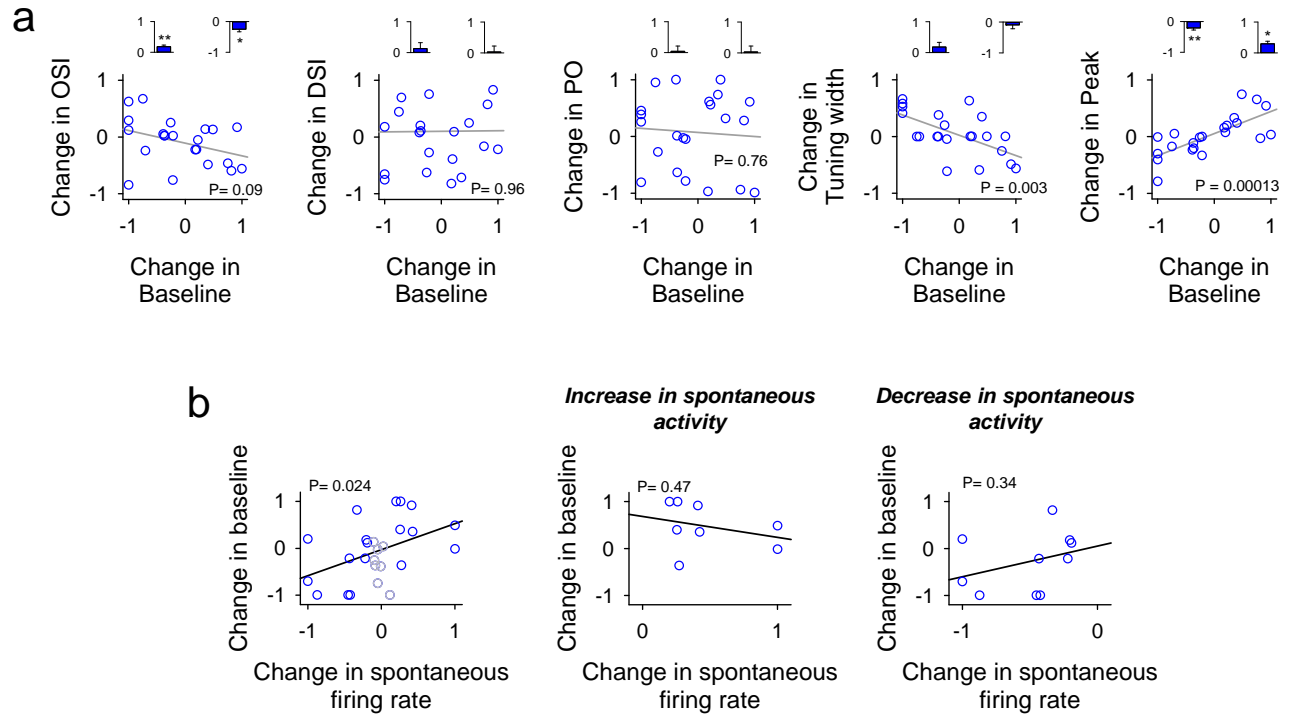 a
1
0
**
0
-1
*
1
0
1
0
1
0
1
0
1
0
0
-1
0
-1
**
1
0
*
Change in OSI
1
0
-1
P= 0.09
-1 0 1
Change in
Baseline
Change in DSI
1
0
-1
P= 0.96
-1 0 1
Change in
Baseline
Change in PO
1
0
-1
P= 0.76
-1 0 1
Change in
Baseline
Change in
Tuning width
1
0
-1
P = 0.003
-1 0 1
Change in
Baseline
Change in Peak
1
0
-1
P = 0.00013
-1 0 1
Change in
Baseline
b
Change in baseline
P= 0.024
1
0
-1
-1 0 1
Change in spontaneous
firing rate
Increase in spontaneous
activity
Change in baseline
P= 0.47
1
0
-1
0 1
Change in spontaneous
firing rate
Decrease in spontaneous
activity
Change in baseline
P= 0.34
1
0
-1
-1 0
Change in spontaneous
firing rate